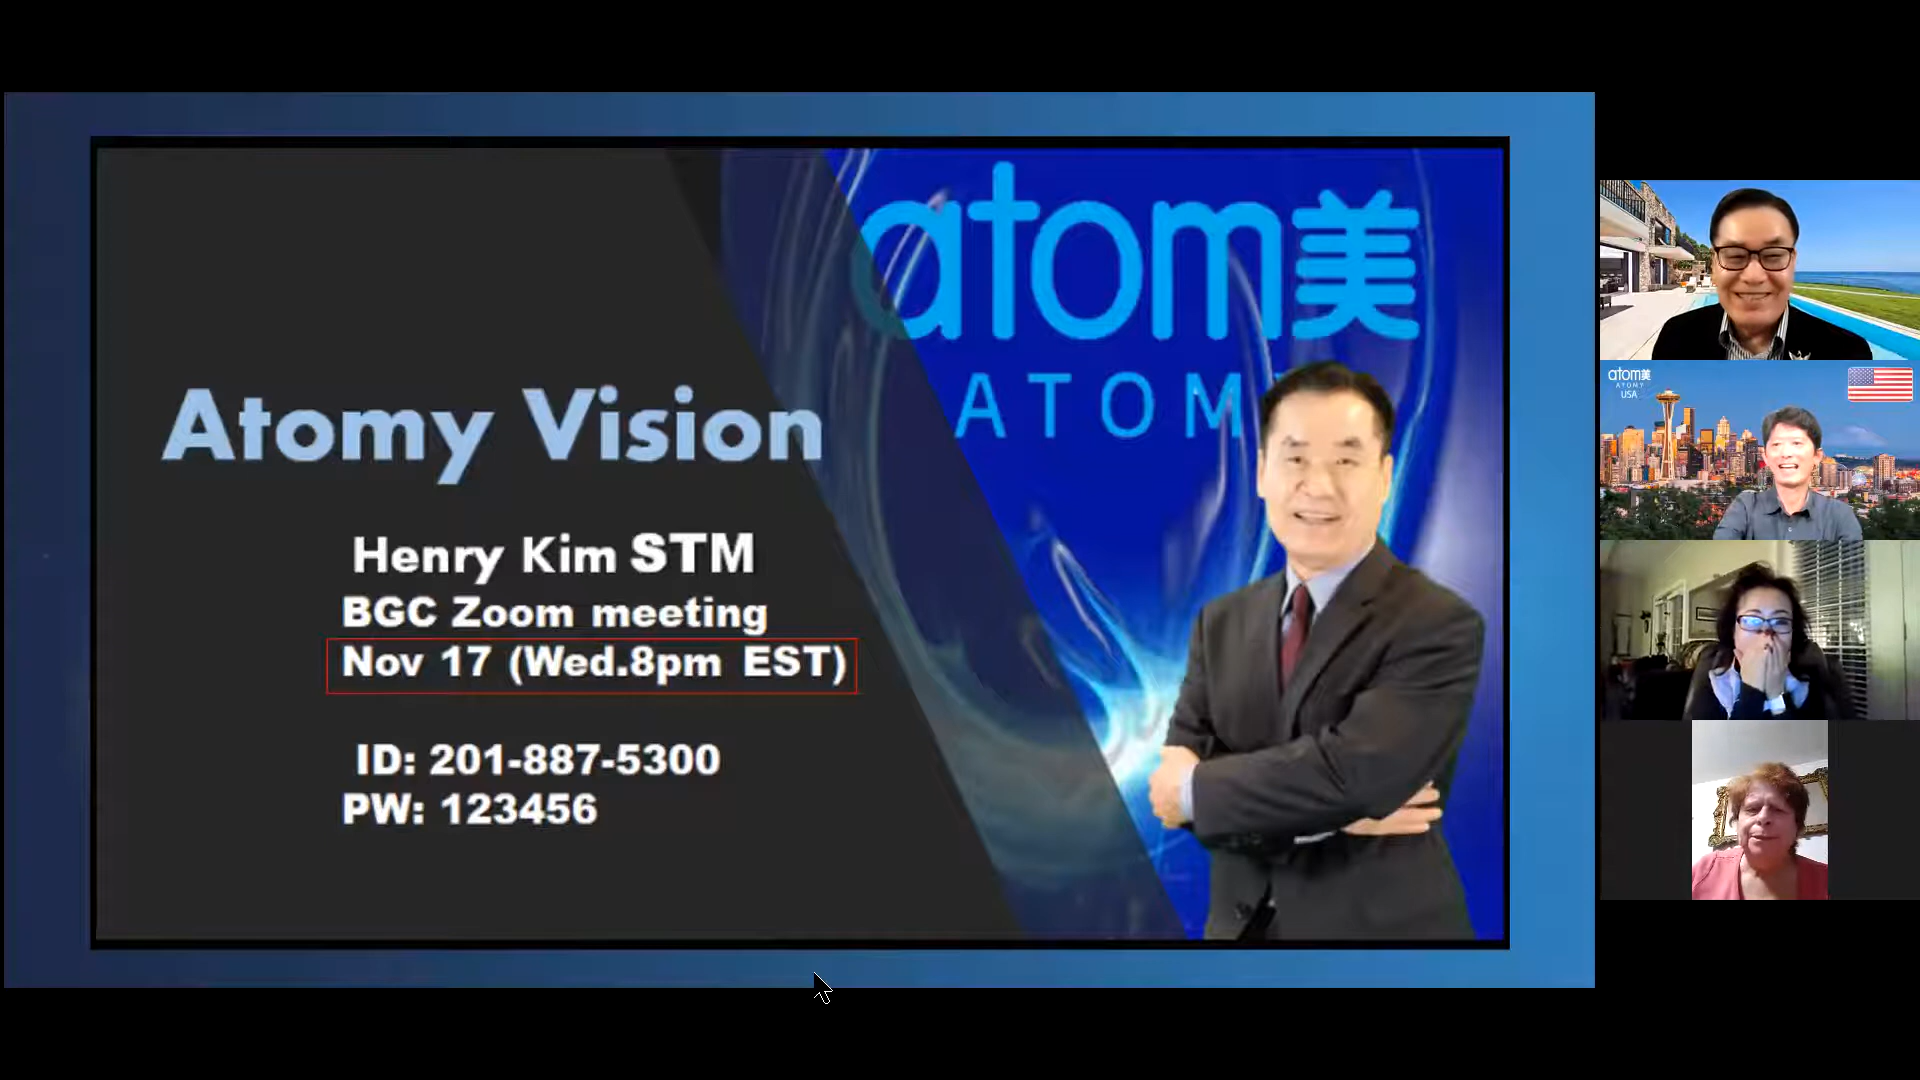 atom美
ATOM
Atomy Vision
Henry Kim STM
BGC Zoom meeting
Nov 17 (Wed.8pm EST)
ID: 201-887-5300
PW: 123456
atom美
ATOMY
USA